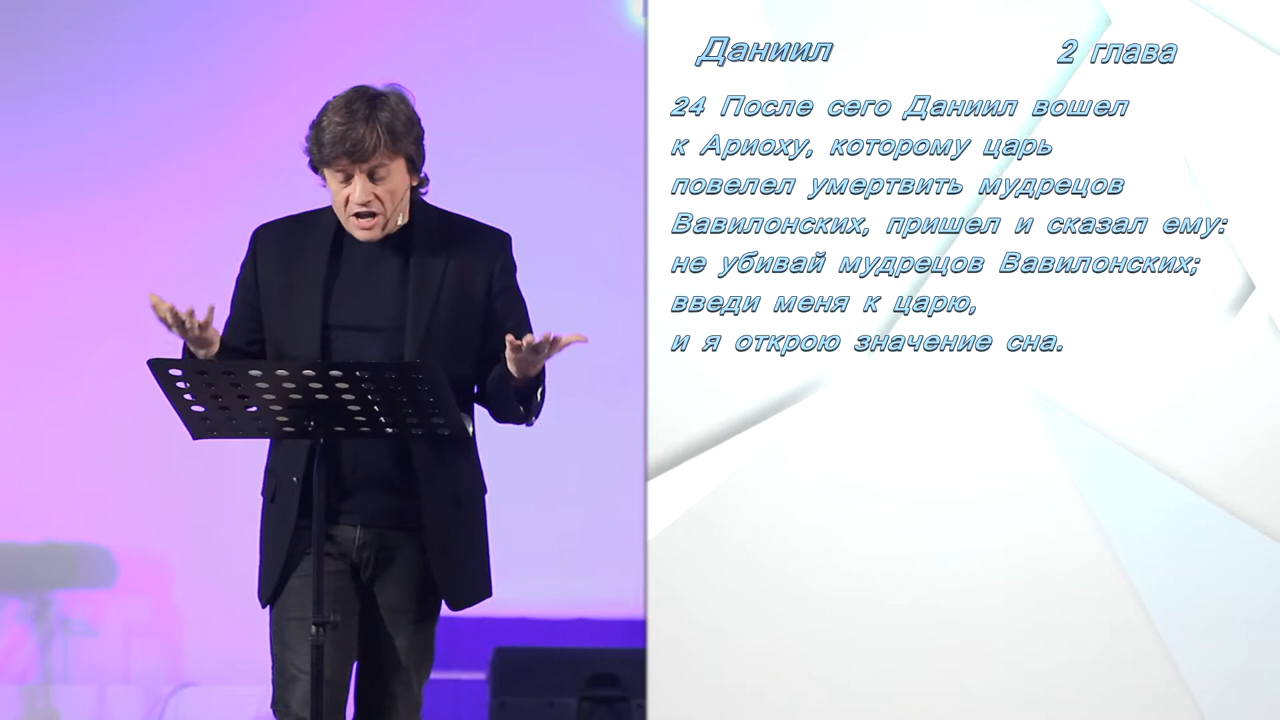 Даниил 2 глава
24 После сего Даниил вошел
к Ариоху, которому царь
повелел умертвить мудрецов
Вавилонских, пришел и сказал ему:
не убивай мудрецов Вавилонских;
введи меня к царю,
и я открою значение сна.